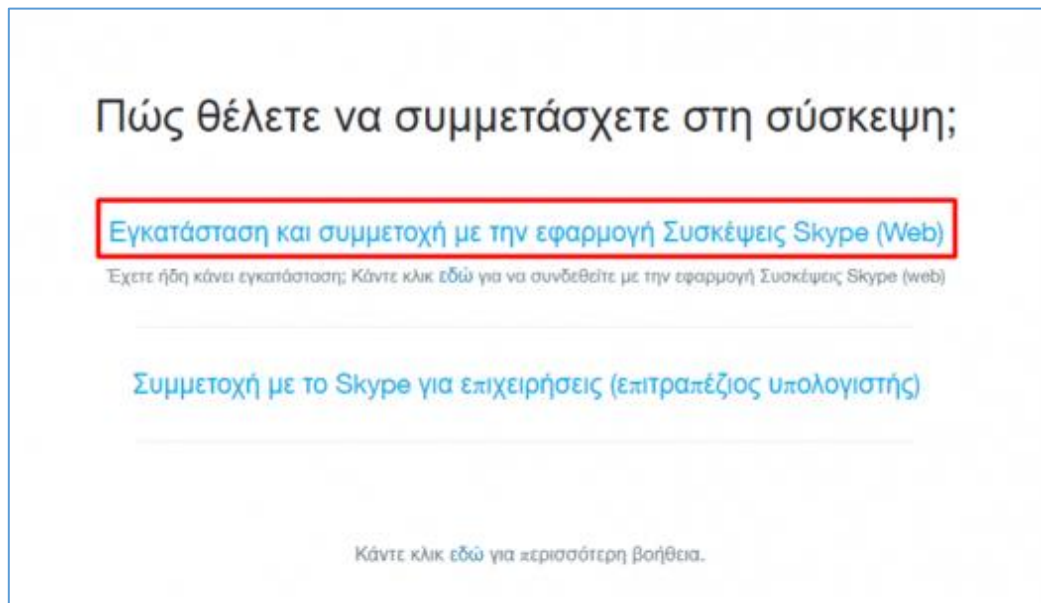 Πώς θέλετε να συμμετάσχετε στη σύσκεψη;
Εγκατάσταση και συμμετοχή με την εφαρμογή Συσκέψεις Skype (Web)
Έχετε ήδη κάνει εγκατάσταση; Κάντε κλικ εδώ για να συνδεθείτε με την εφαρμογή Συσκέψεις Skype (web)
Συμμετοχή με το Skype για επιχειρήσεις (επιτραπέζιος υπολογιστής)
Κάντε κλικ εδώ για περισσότερη βοήθεια.